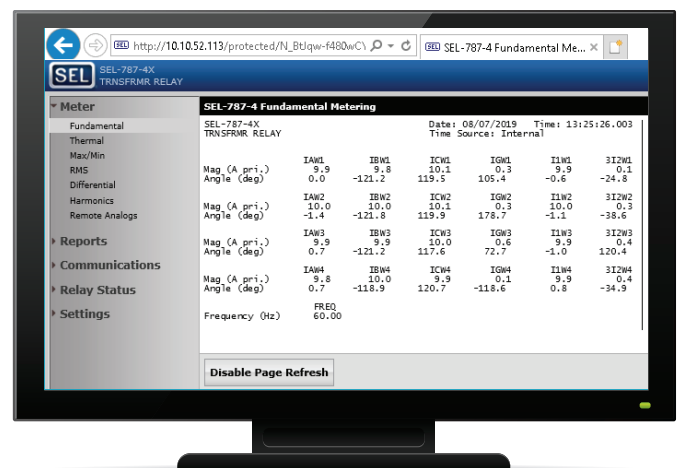 http://10.10.52.113/protected/N_BtJqw-f480wC\
SEL-787-4 Fundamental Me...
SEL SEL-787-4X
TRNSFRMR RELAY
Meter
Fundamental
Thermal
Max/Min
RMS
Differential
Harmonics
Remote Analogs
Reports
Communications
Relay Status
Settings
SEL-787-4 Fundamental Metering
SEL-787-4X Date: 08/07/2019 Time: 13:25:26.003
TRNSFRMR RELAY Time Source: Internal
IAW1 IBW1 ICW1 IGW1 I1W1 3I2W1
Mag (A pri.) 9.9 9.8 10.1 0.3 9.9 0.1
Angle (deg) 0.0 -121.2 119.5 105.4 -0.6 -24.8
IAW2 IBW2 ICW2 IGW2 I1W2 3I2W2
Mag (A pri.) 10.0 10.0 10.1 0.3 10.0 0.3
Angle (deg) -1.4 -121.8 119.9 178.7 -1.1 -38.6
IAW3 IBW3 ICW3 IGW3 I1W3 3I2W3
Mag (A pri.) 9.9 9.9 10.0 0.6 9.9 0.4
Angle (deg) 0.7 -121.2 117.6 72.7 -1.0 120.4
IAW4 IBW4 ICW4 IGW4 I1W4 3I2W4
Mag (A pri.) 9.8 10.0 9.9 0.1 9.9 0.4
Angle (deg) 0.7 -118.9 120.7 -118.6 0.8 -34.9
FREQ
Frequency (Hz) 60.00
Disable Page Refresh